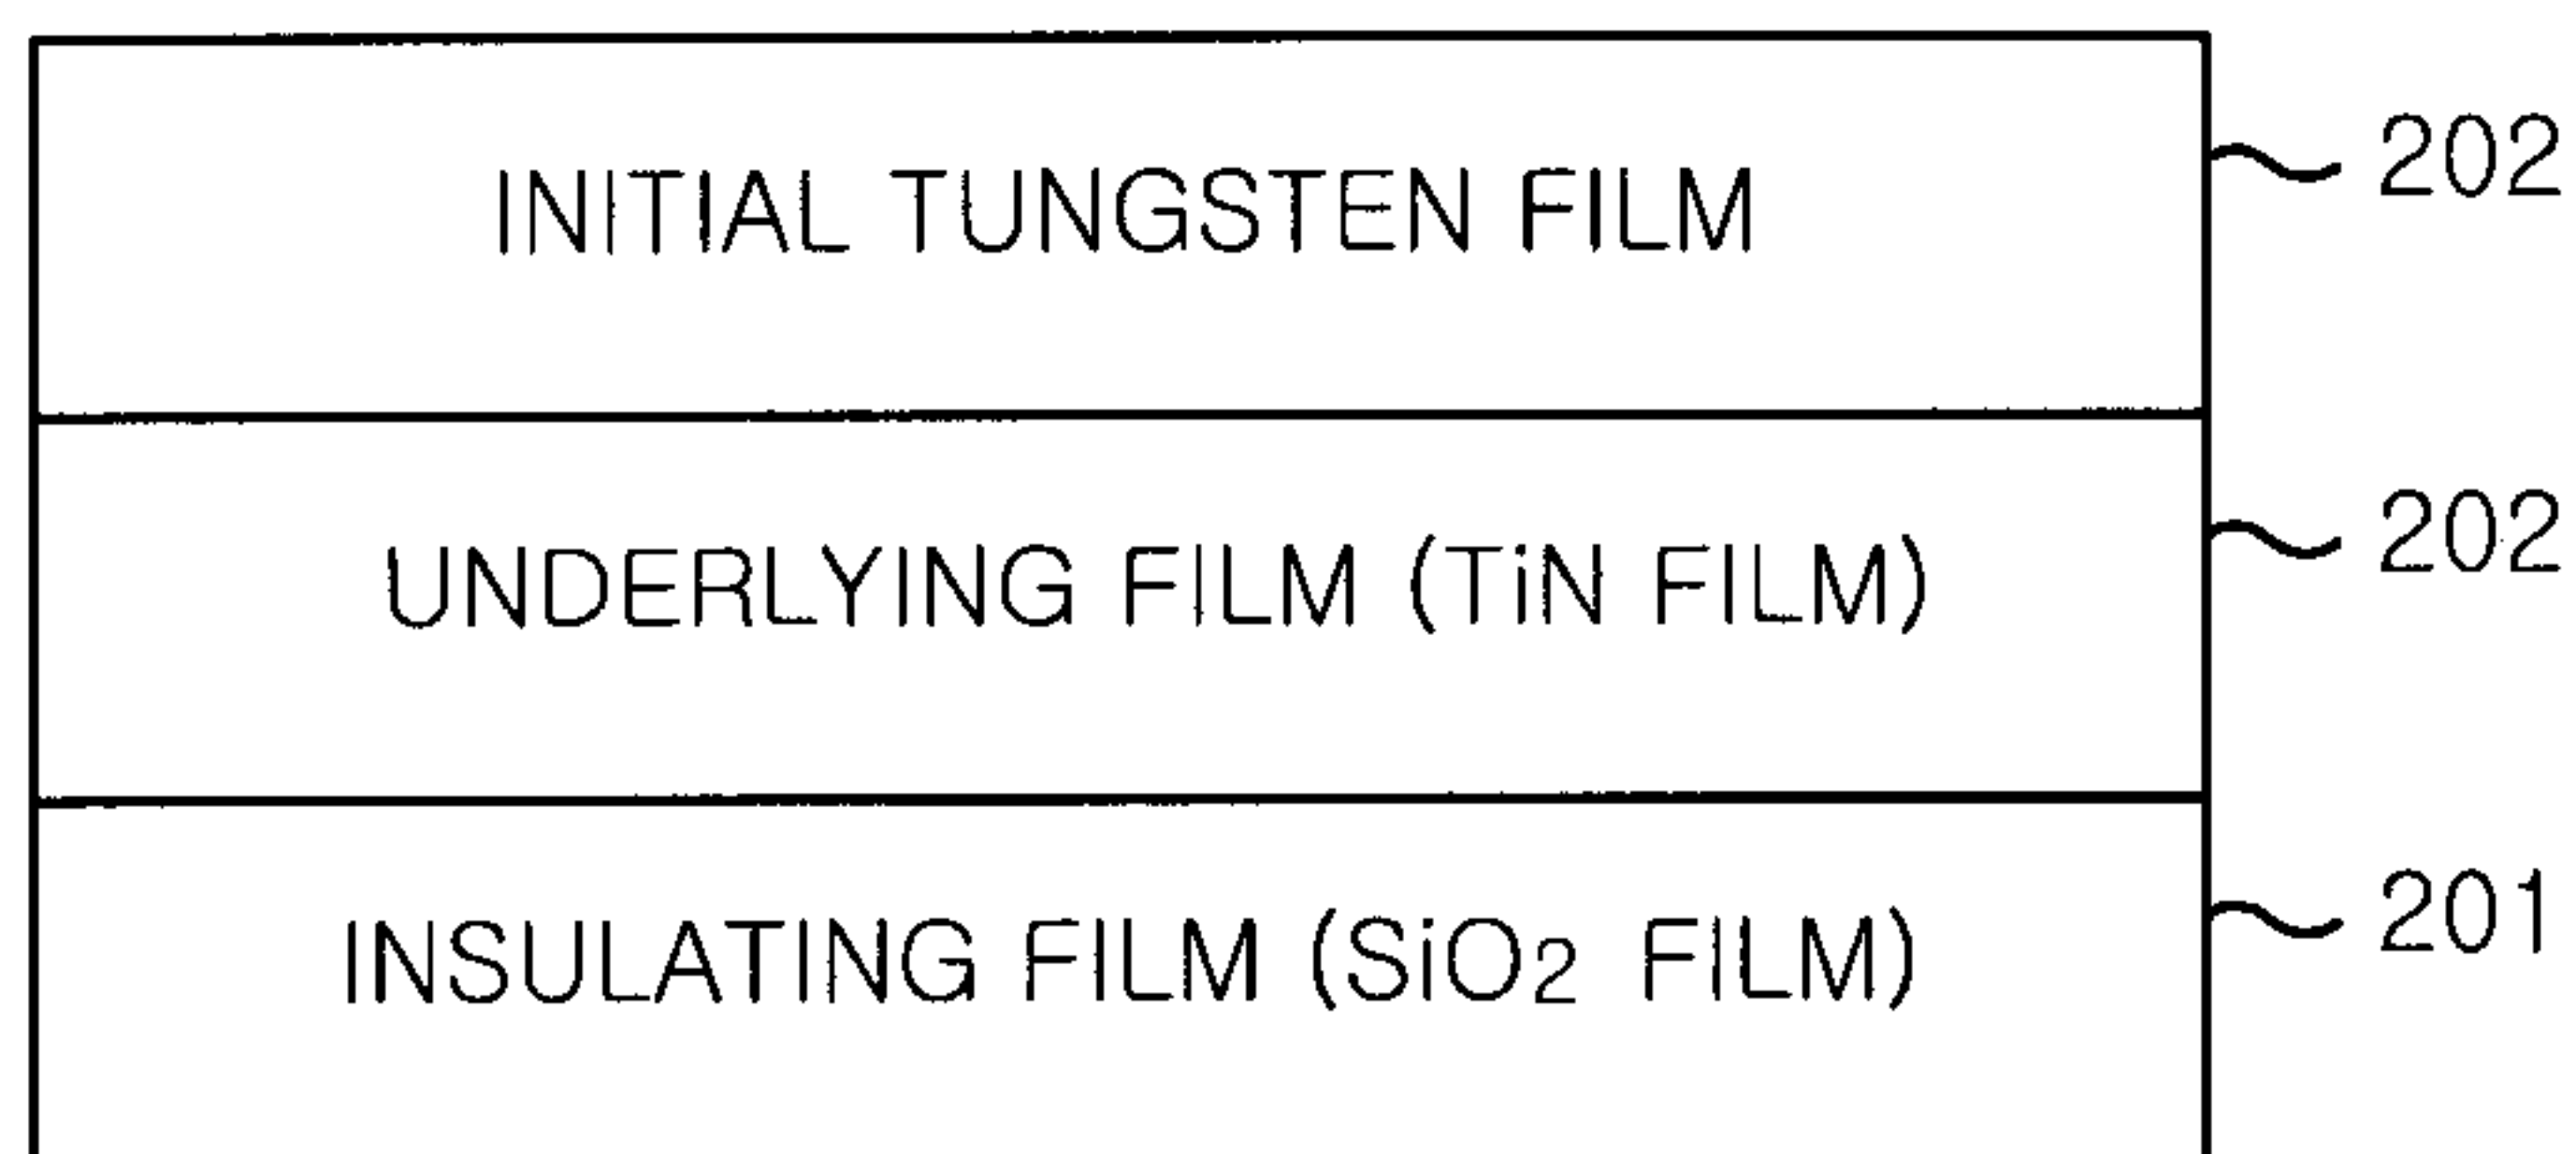 INITIAL TUNGSTEN FILM 202
UNDERLYING FILM (TiN FILM) 202
INSULATING FILM (SiO2 FILM) 201